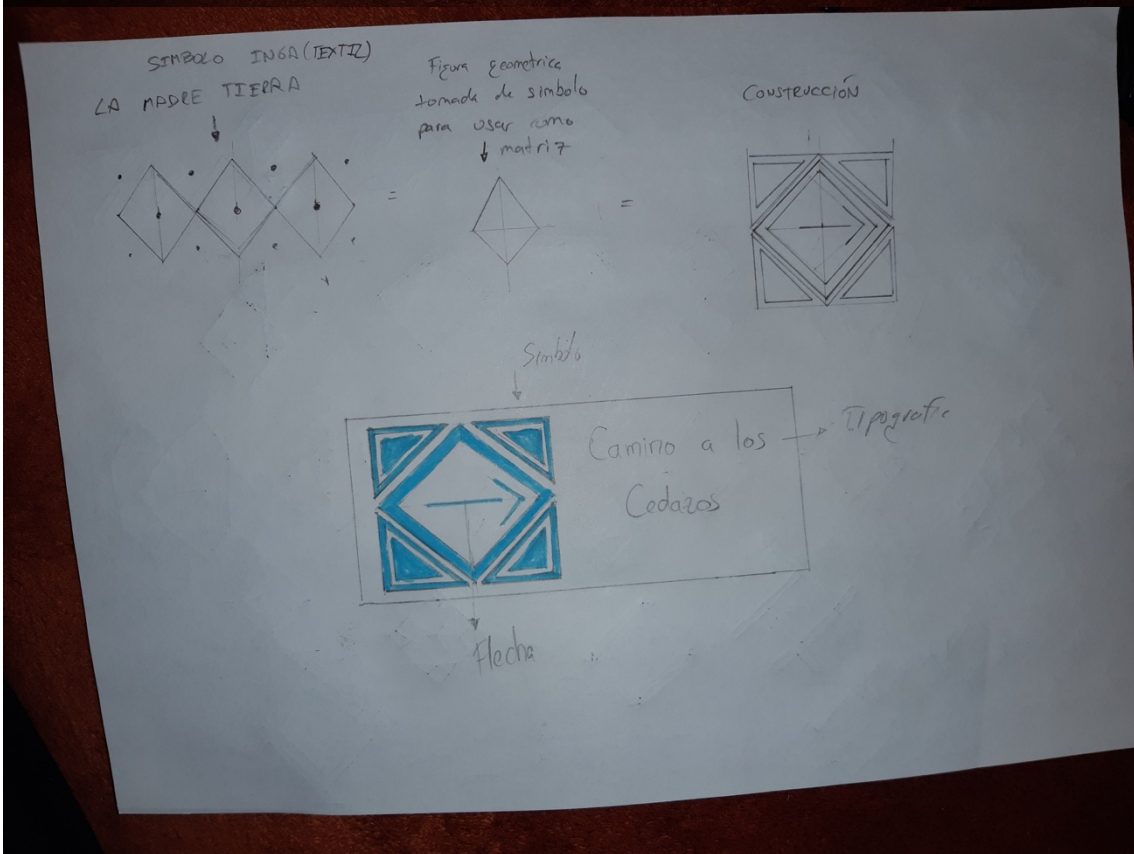 SIMBOLO INGA (TEXTIL)
LA MADRE TIERRA
Figura geometrica
tomada de simbolo
para usar como
matriz
CONSTRUCCIÓN
=
=
Simbolo
Camino a los
Cedazos
Tipografia
Flecha